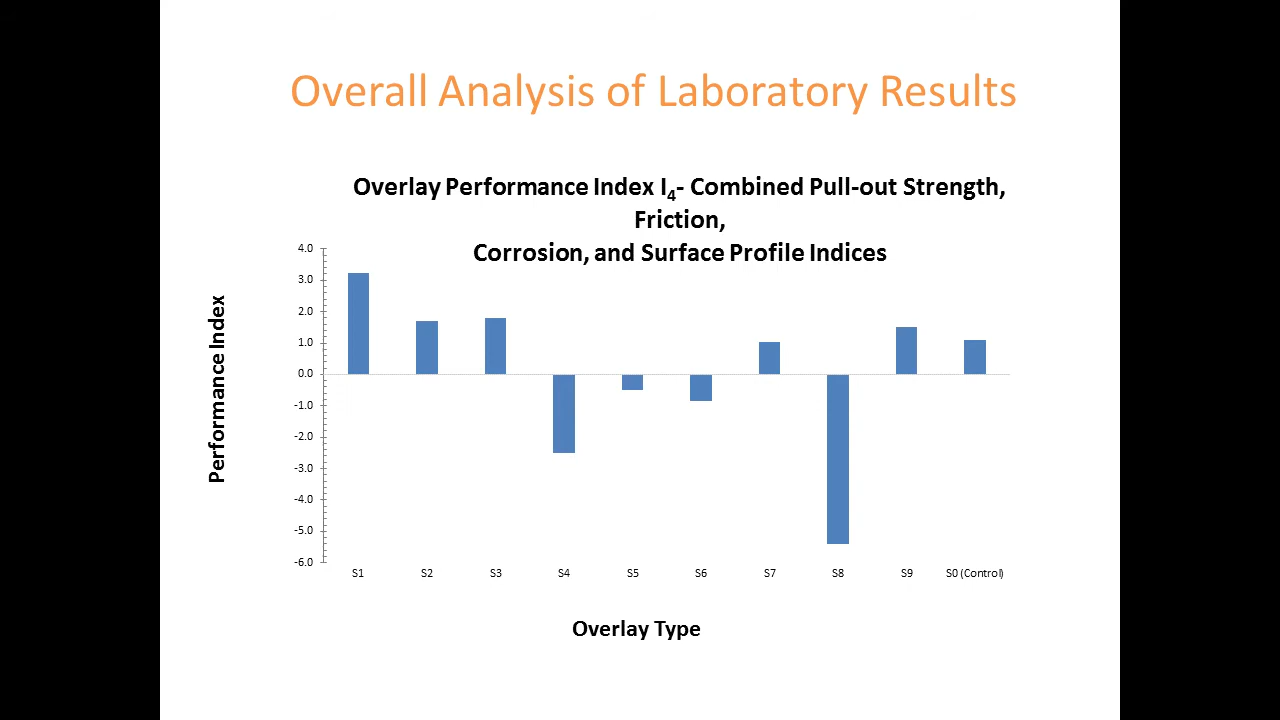 Overall Analysis of Laboratory Results
Overlay Performance Index I4- Combined Pull-out Strength,
Friction,
Corrosion, and Surface Profile Indices
Performance Index
4.0
3.0
2.0
1.0
0.0
-1.0
-2.0
-3.0
-4.0
-5.0
-6.0
S1 S2 S3 S4 S5 S6 S7 S8 S9 S0 (Control)
Overlay Type